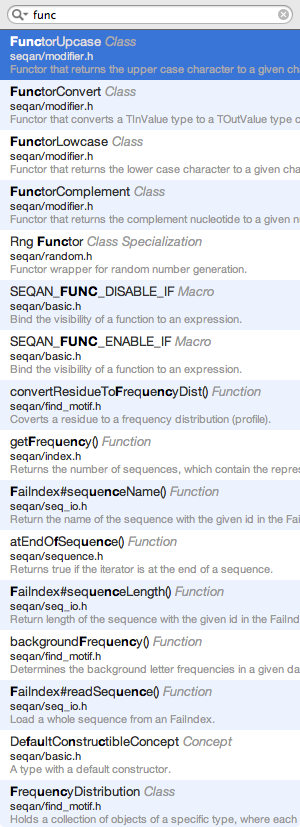 func
FunctorUpcase Class
seqan/modifier.h
Functor that returns the upper case character to a given ch
FunctorConvert Class
seqan/modifier.h
Functor that converts a TInValue type to a TOutValue type c
FunctorLowcase Class
seqan/modifier.h
Functor that returns the lower case character to a given cha
FunctorComplement Class
seqan/modifier.h
Functor that returns the complement nucleotide to a given n
Rng Functor Class Specialization
seqan/random.h
Functor wrapper for random number generation.
SEQAN_FUNC_DISABLE_IF Macro
seqan/basic.h
Bind the visibility of a function to an expression.
SEQAN_FUNC_ENABLE_IF Macro
seqan/basic.h
Bind the visibility of a function to an expression.
convertResidueToFrequencyDist() Function
seqan/find_motif.h
Coverts a residue to a frequency distribution (profile).
getFrequency() Function
seqan/index.h
Returns the number of sequences, which contain the repres
FaiIndex#sequenceName() Function
seqan/seq_io.h
Return the name of the sequence with the given id in the Fai
atEndOfSequence() Function
seqan/sequence.h
Returns true if the iterator is at the end of a sequence.
FaiIndex#sequenceLength() Function
seqan/seq_io.h
Return length of the sequence with the given id in the FaiInd
backgroundFrequency() Function
seqan/find_motif.h
Determines the background letter frequencies in a given da
FaiIndex#readSequence() Function
seqan/seq_io.h
Load a whole sequence from an FaiIndex.
DefaultConstructibleConcept Concept
seqan/basic.h
A type with a default constructor.
FrequencyDistribution Class
seqan/find_motif.h
Holds a collection of objects of a specific type, where each